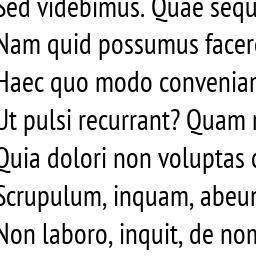 Sed videbimus. Quae sequ
Nam quid possumus facere
Haec quo modo convenian
Ut pulsi recurrant? Quam
Quia dolori non voluptas
Scrupulum, inquam, abeun
Non laboro, inquit, de nom